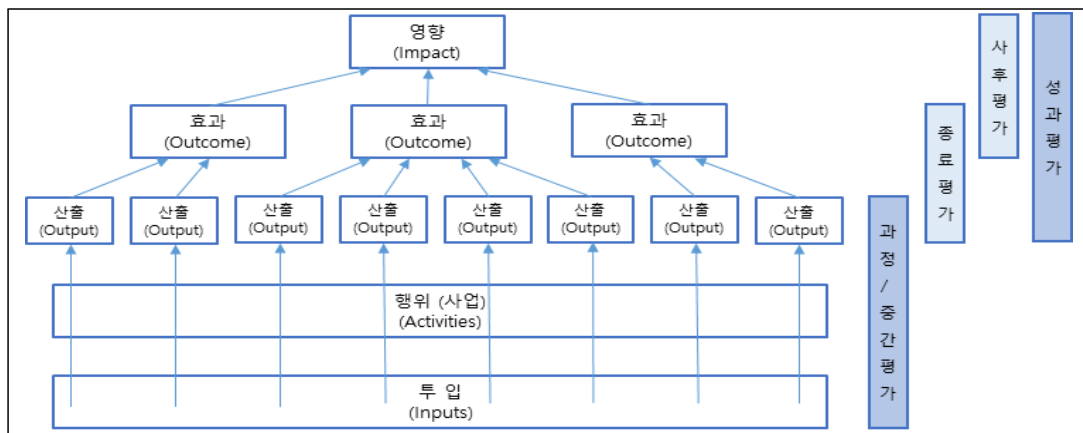 영향
(Impact)
효과
(Outcome)
효과
(Outcome)
효과
(Outcome)
산출
(Output)
산출
(Output)
산출
(Output)
산출
(Output)
산출
(Output)
산출
(Output)
산출
(Output)
산출
(Output)
행위 (사업)
(Activities)
투 입
(Inputs)
과정/중간평가
종료평가
사후평가
성과평가